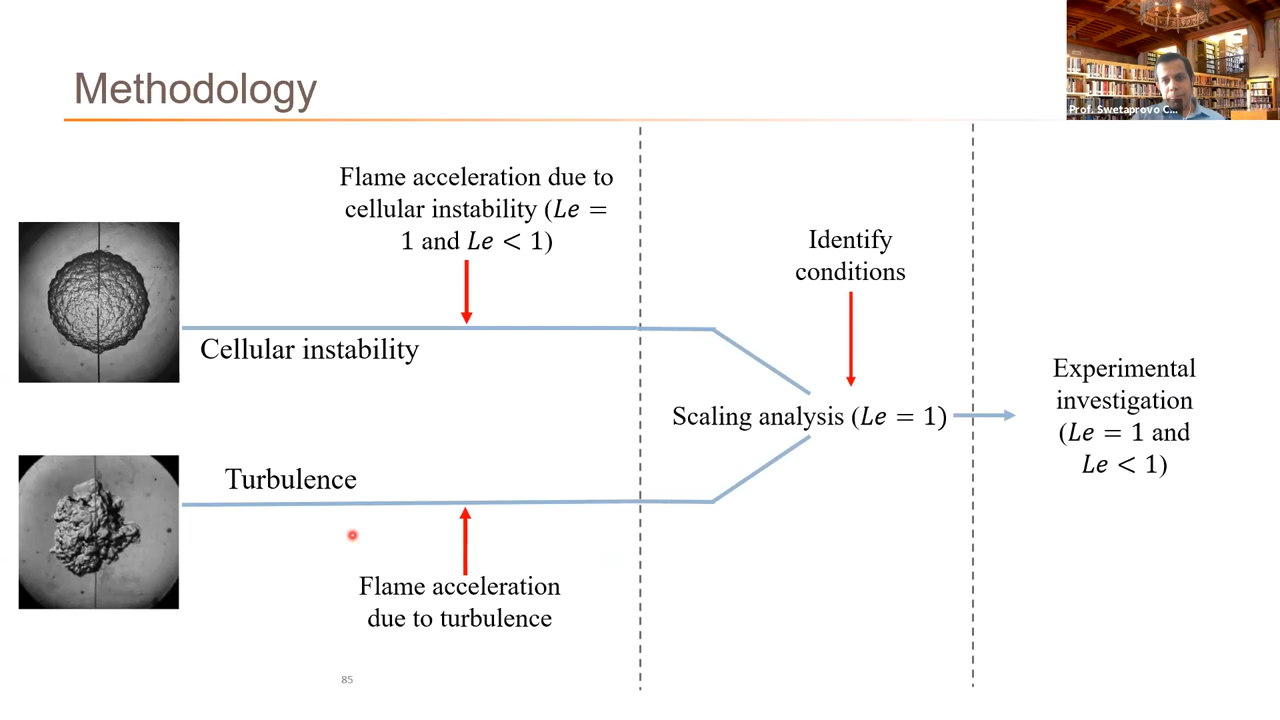 Methodology
Prof. Swetaprovo C...
Flame acceleration due to
cellular instability (Le =
1 and Le < 1)
Identify
conditions
Cellular instability
Scaling analysis (Le = 1)
Experimental
investigation
(Le = 1 and
Le < 1)
Turbulence
Flame acceleration
due to turbulence
85